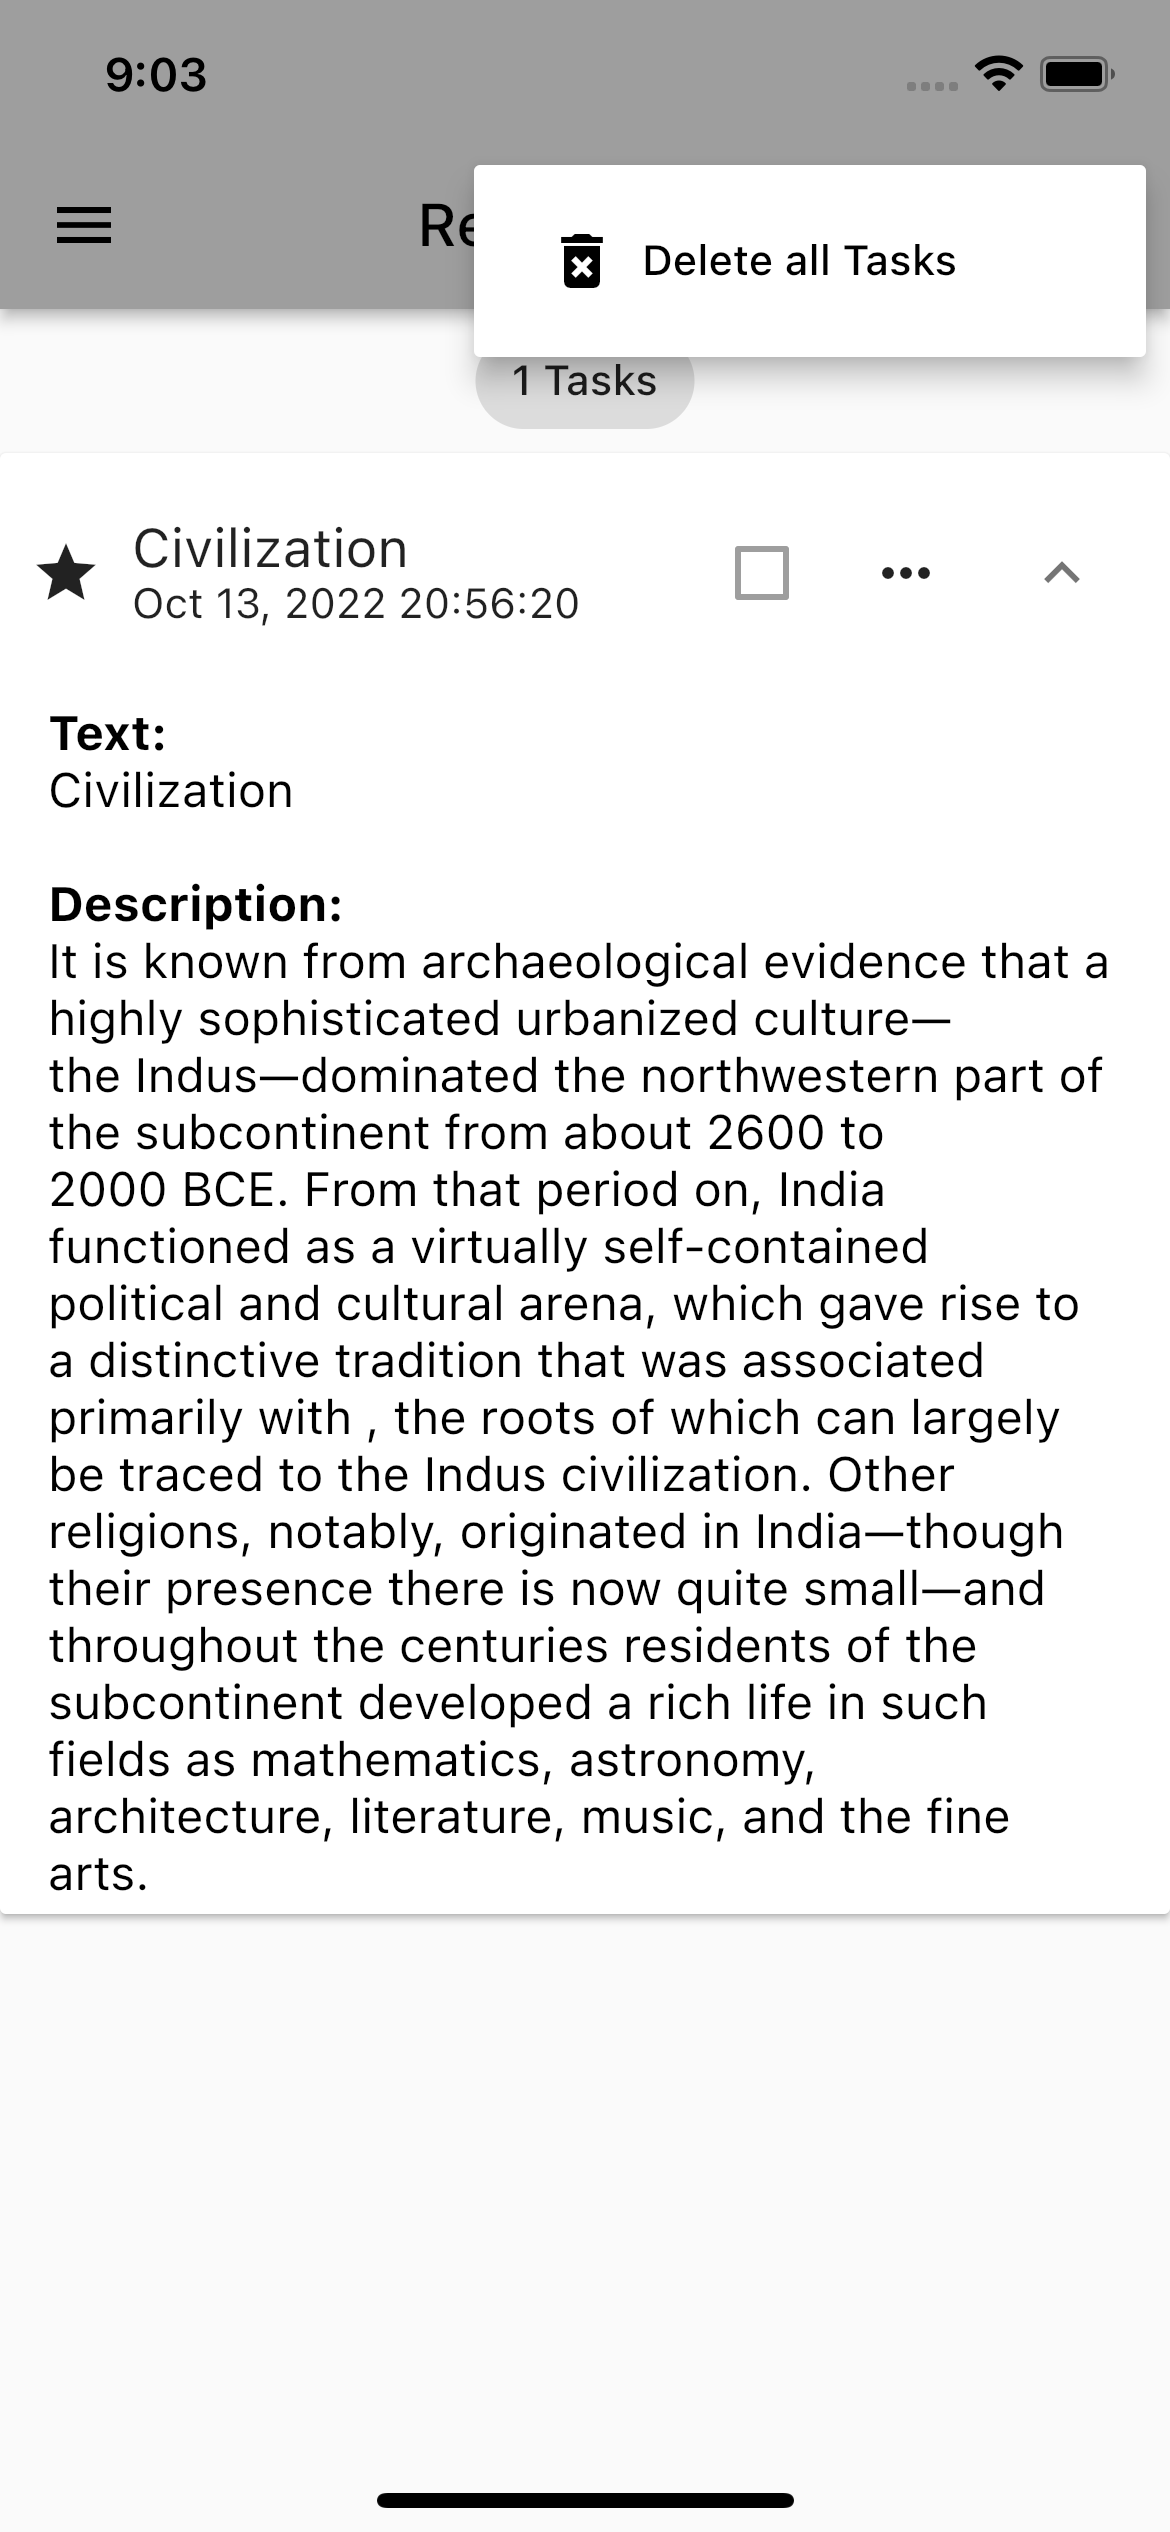 9:03
Re
Delete all Tasks
1 Tasks
Civilization
Oct 13, 2022 20:56:20
Text:
Civilization
Description:
It is known from archaeological evidence that a
highly sophisticated urbanized culture—
the Indus—dominated the northwestern part of
the subcontinent from about 2600 to
2000 BCE. From that period on, India
functioned as a virtually self-contained
political and cultural arena, which gave rise to
a distinctive tradition that was associated
primarily with , the roots of which can largely
be traced to the Indus civilization. Other
religions, notably, originated in India—though
their presence there is now quite small—and
throughout the centuries residents of the
subcontinent developed a rich life in such
fields as mathematics, astronomy,
architecture, literature, music, and the fine
arts.